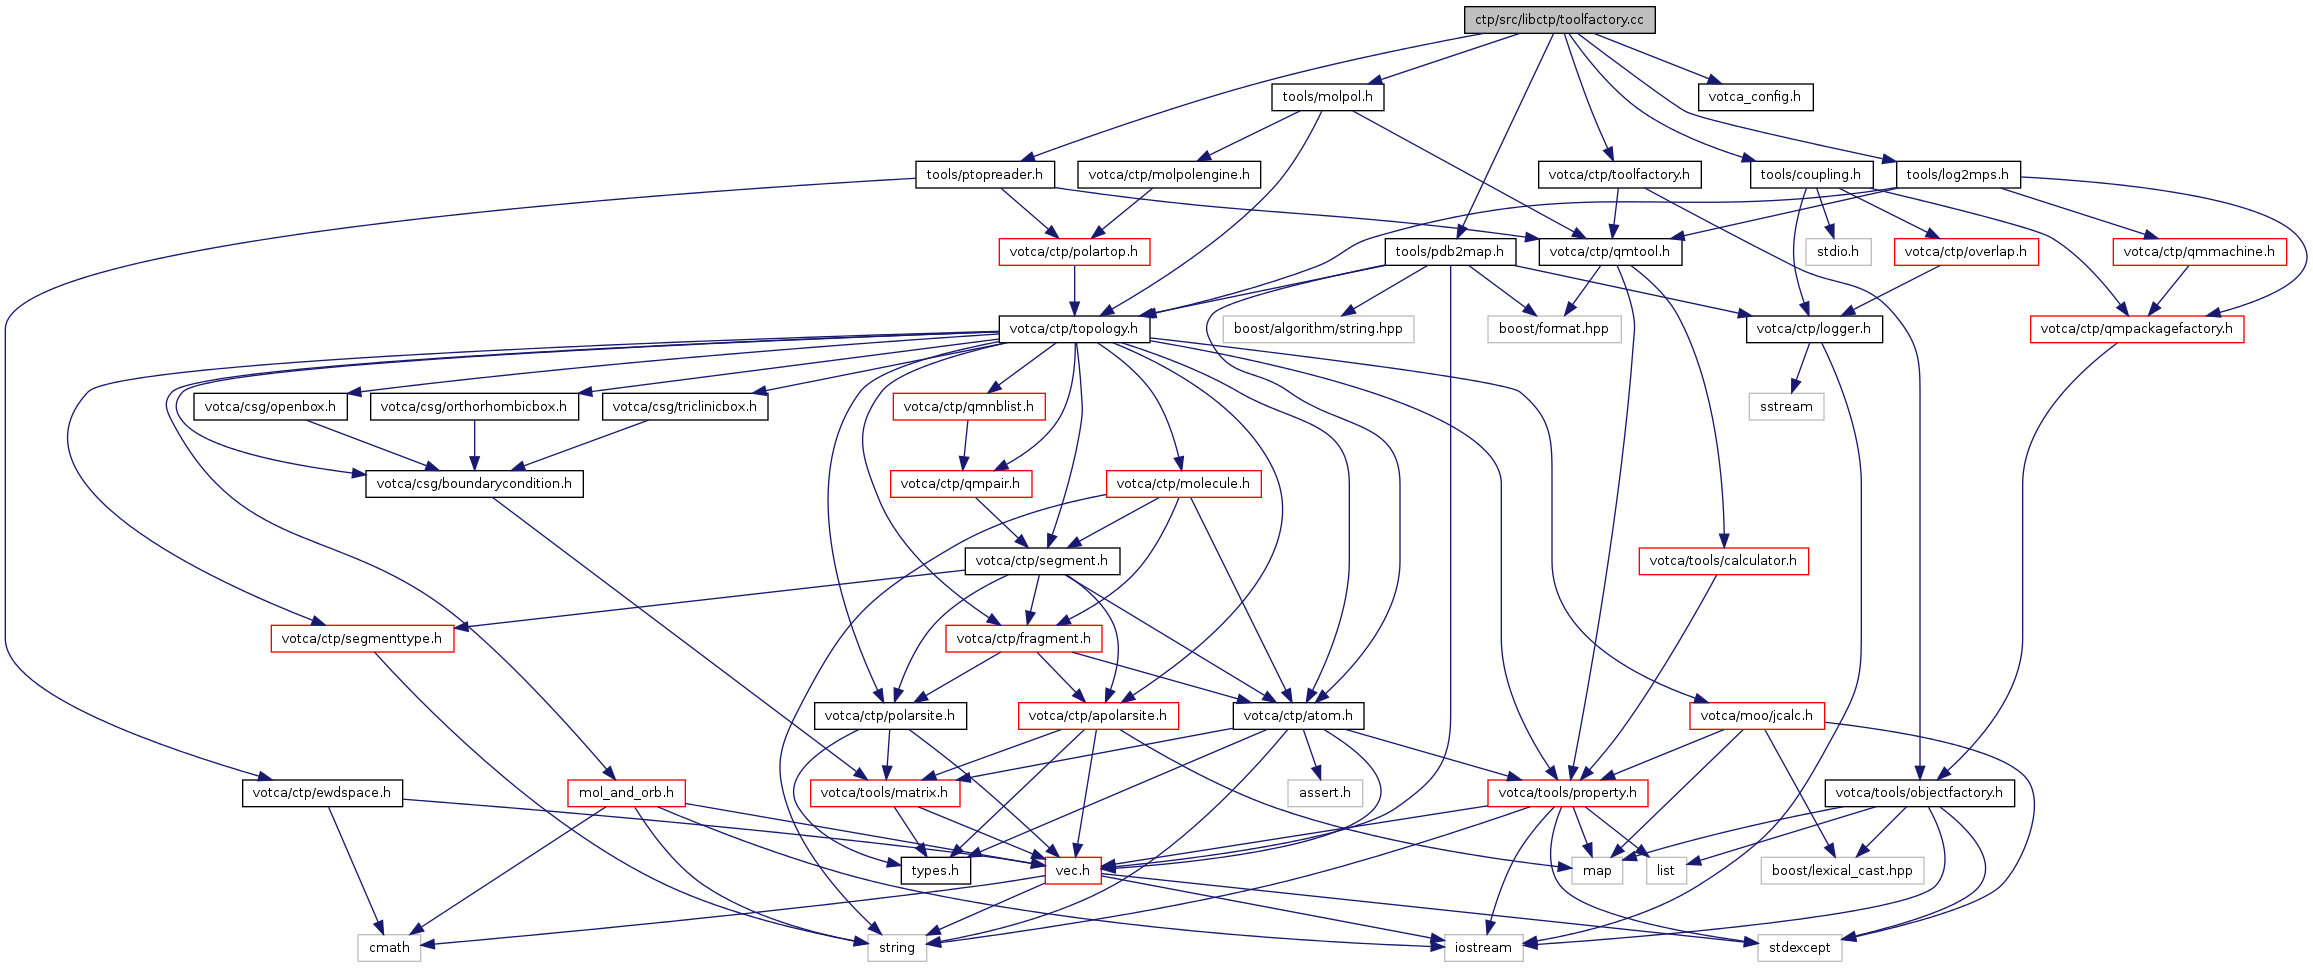 ctp/src/libctp/toolfactory.cc
tools/molpol.h
votca_config.h
tools/ptopreader.h
votca/ctp/molpolengine.h
votca/ctp/toolfactory.h
tools/coupling.h
tools/log2mps.h
votca/ctp/polartop.h
tools/pdb2map.h
votca/ctp/qmtool.h
stdio.h
votca/ctp/overlap.h
votca/ctp/qmmachine.h
votca/ctp/topology.h
boost/algorithm/string.hpp
boost/format.hpp
votca/ctp/logger.h
votca/ctp/qmpackagefactory.h
votca/csg/openbox.h
votca/csg/orthorhombicbox.h
votca/csg/triclinicbox.h
votca/ctp/qmnblist.h
sstream
votca/csg/boundarycondition.h
votca/ctp/qmpair.h
votca/ctp/molecule.h
votca/ctp/segment.h
votca/tools/calculator.h
votca/ctp/segmenttype.h
votca/ctp/fragment.h
votca/ctp/polarsite.h
votca/ctp/apolarsite.h
votca/ctp/atom.h
votca/moo/jcalc.h
votca/ctp/ewdspace.h
mol_and_orb.h
votca/tools/matrix.h
assert.h
votca/tools/property.h
votca/tools/objectfactory.h
types.h
vec.h
map
list
boost/lexical_cast.hpp
cmath
string
iostream
stdexcept